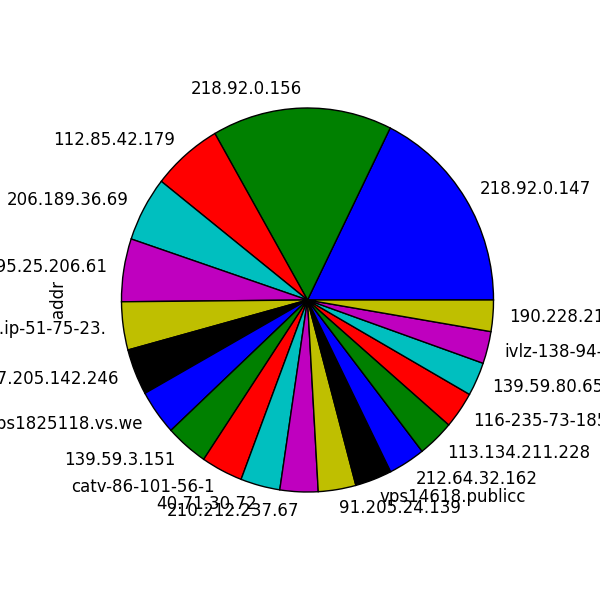 218.92.0.156
112.85.42.179
218.92.0.147
206.189.36.69
95.25.206.61
addr
.ip-51-75-23.
190.228.21
ivlz-138-94-
7.205.142.246
139.59.80.65
116-235-73-185
os1825118.vs.we
113.134.211.228
139.59.3.151
212.64.32.162
catv-86-101-56-1
vps14618.publicc
40.71.30.72
210.212.237.67
91.205.24.139